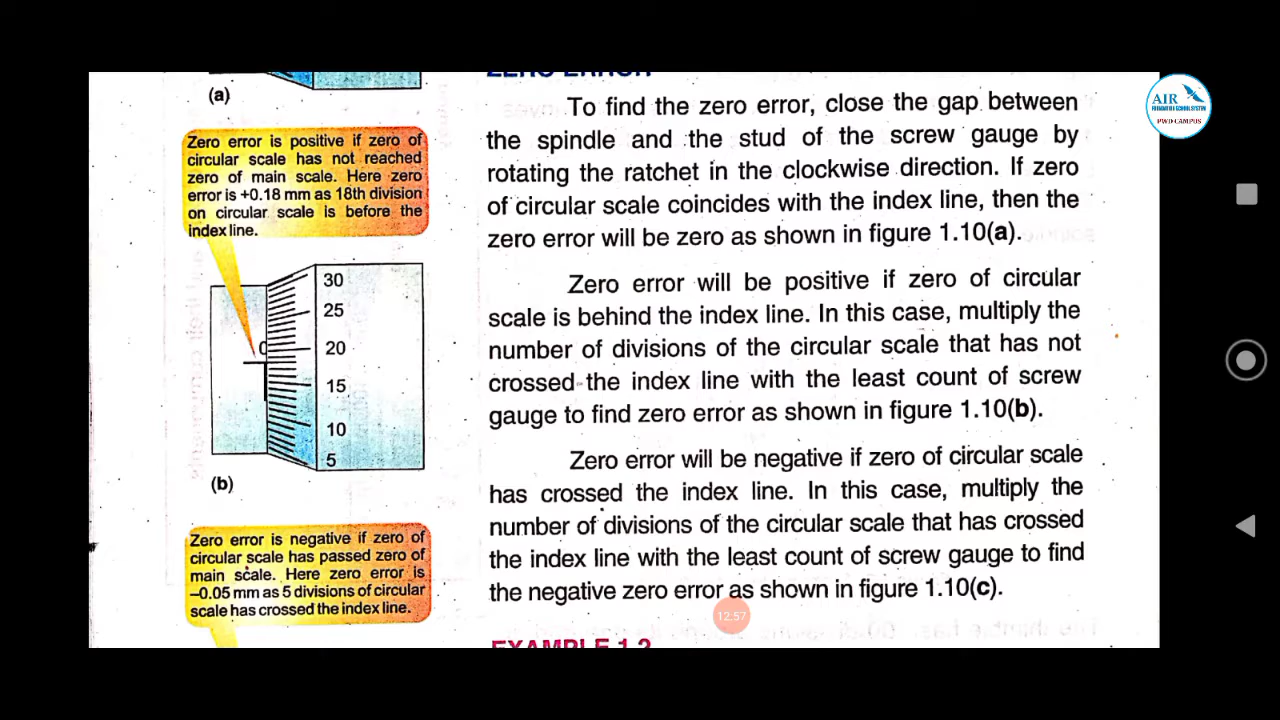 (a)
Zero error is positive if zero of
circular scale has not reached
zero of main scale. Here zero
error is +0.18 mm as 18th division
on circular scale is before the
index line.
0
30
25
20
15
10
5
(b)
Zero error is negative if zero of
circular scale has passed zero of
main scale. Here zero error is
–0.05 mm as 5 divisions of circular
scale has crossed the index line.
ZERO ERROR
To find the zero error, close the gap between
the spindle and the stud of the screw gauge by
rotating the ratchet in the clockwise direction. If zero
of circular scale coincides with the index line, then the
zero error will be zero as shown in figure 1.10(a).
Zero error will be positive if zero of circular
scale is behind the index line. In this case, multiply the
number of divisions of the circular scale that has not
crossed the index line with the least count of screw
gauge to find zero error as shown in figure 1.10(b).
Zero error will be negative if zero of circular scale
has crossed the index line. In this case, multiply the
number of divisions of the circular scale that has crossed
the index line with the least count of screw gauge to find
the negative zero error as shown in figure 1.10(c).
12:57
EXAMPLE 1.2
AIR
PWD CAMPUS